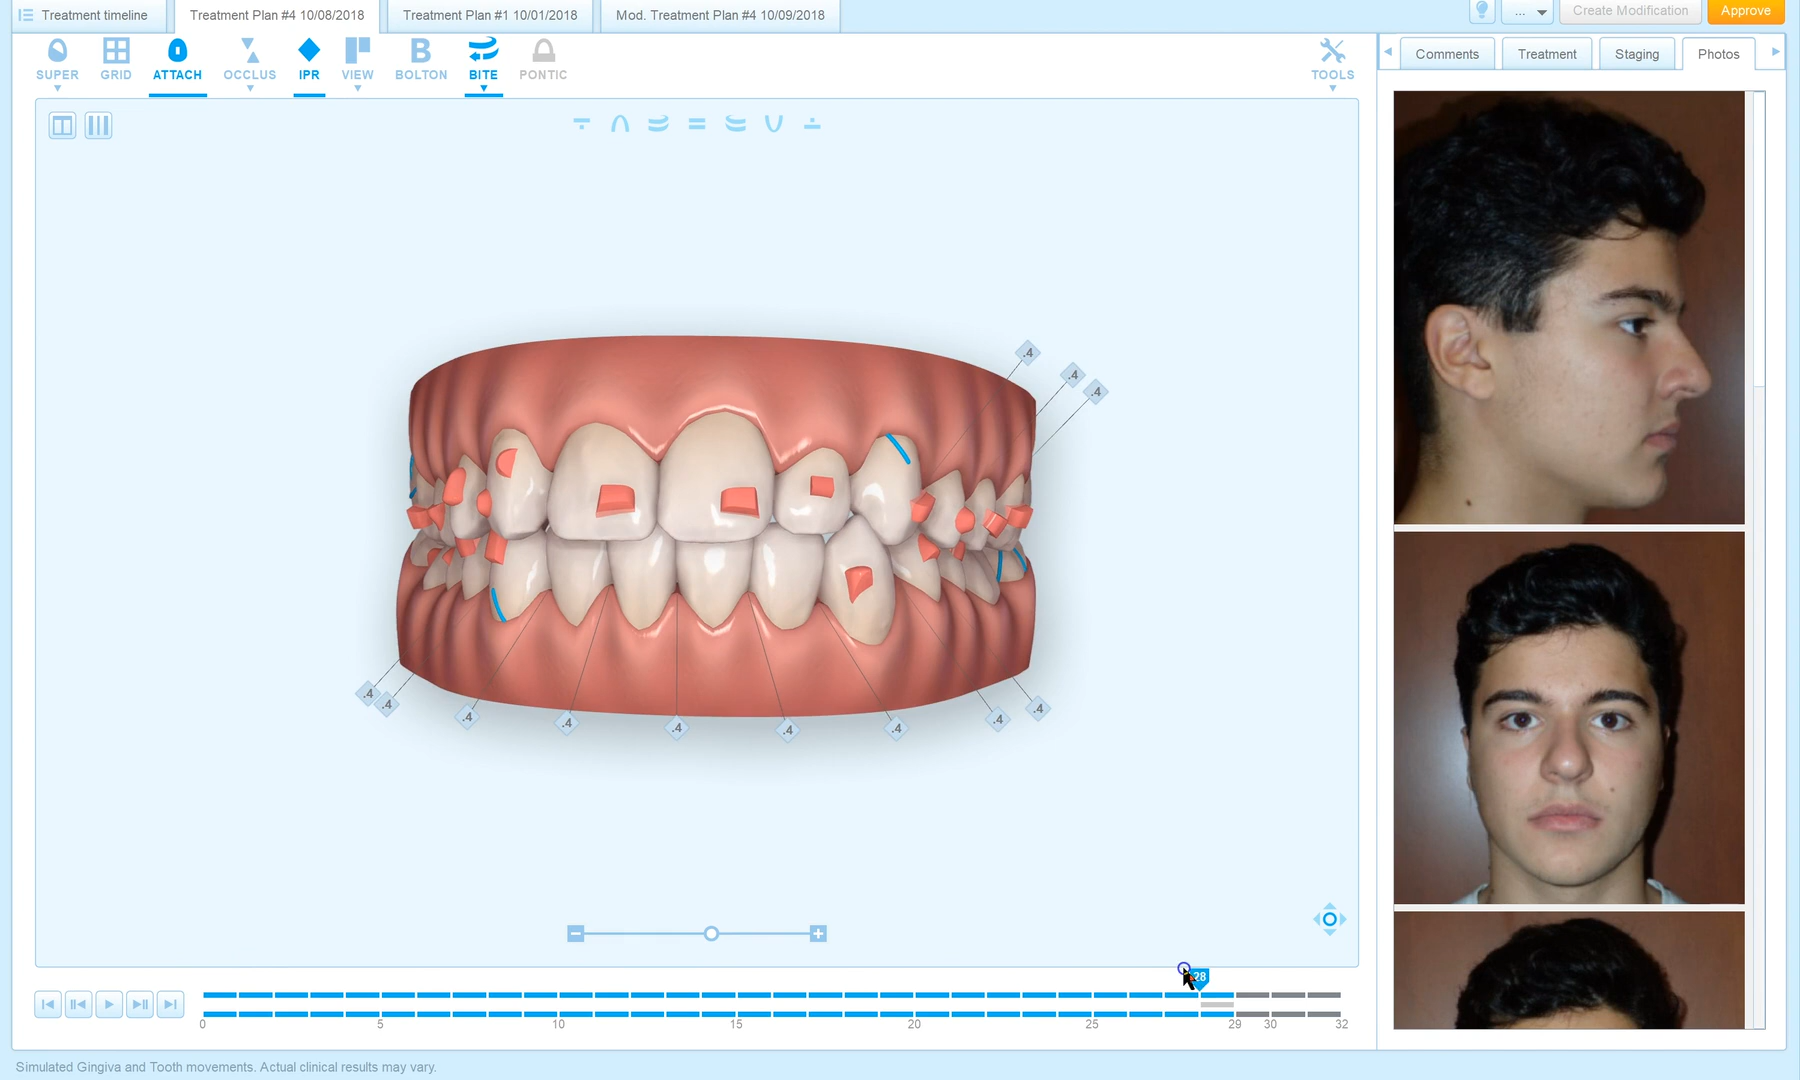 Treatment timeline
Treatment Plan #4 10/08/2018
Treatment Plan #1 10/01/2018
Mod. Treatment Plan #4 10/09/2018
...
Create Modification
Approve
SUPER
GRID
ATTACH
OCCLUS
IPR
VIEW
B
BOLTON
BITE
PONTIC
TOOLS
Comments
Treatment
Staging
Photos
.4
.4
.4
.4
.4
.4
.4
.4
.4
.4
.4
.4
28
0 5 10 15 20 25 29 30 32
Simulated Gingiva and Tooth movements. Actual clinical results may vary.